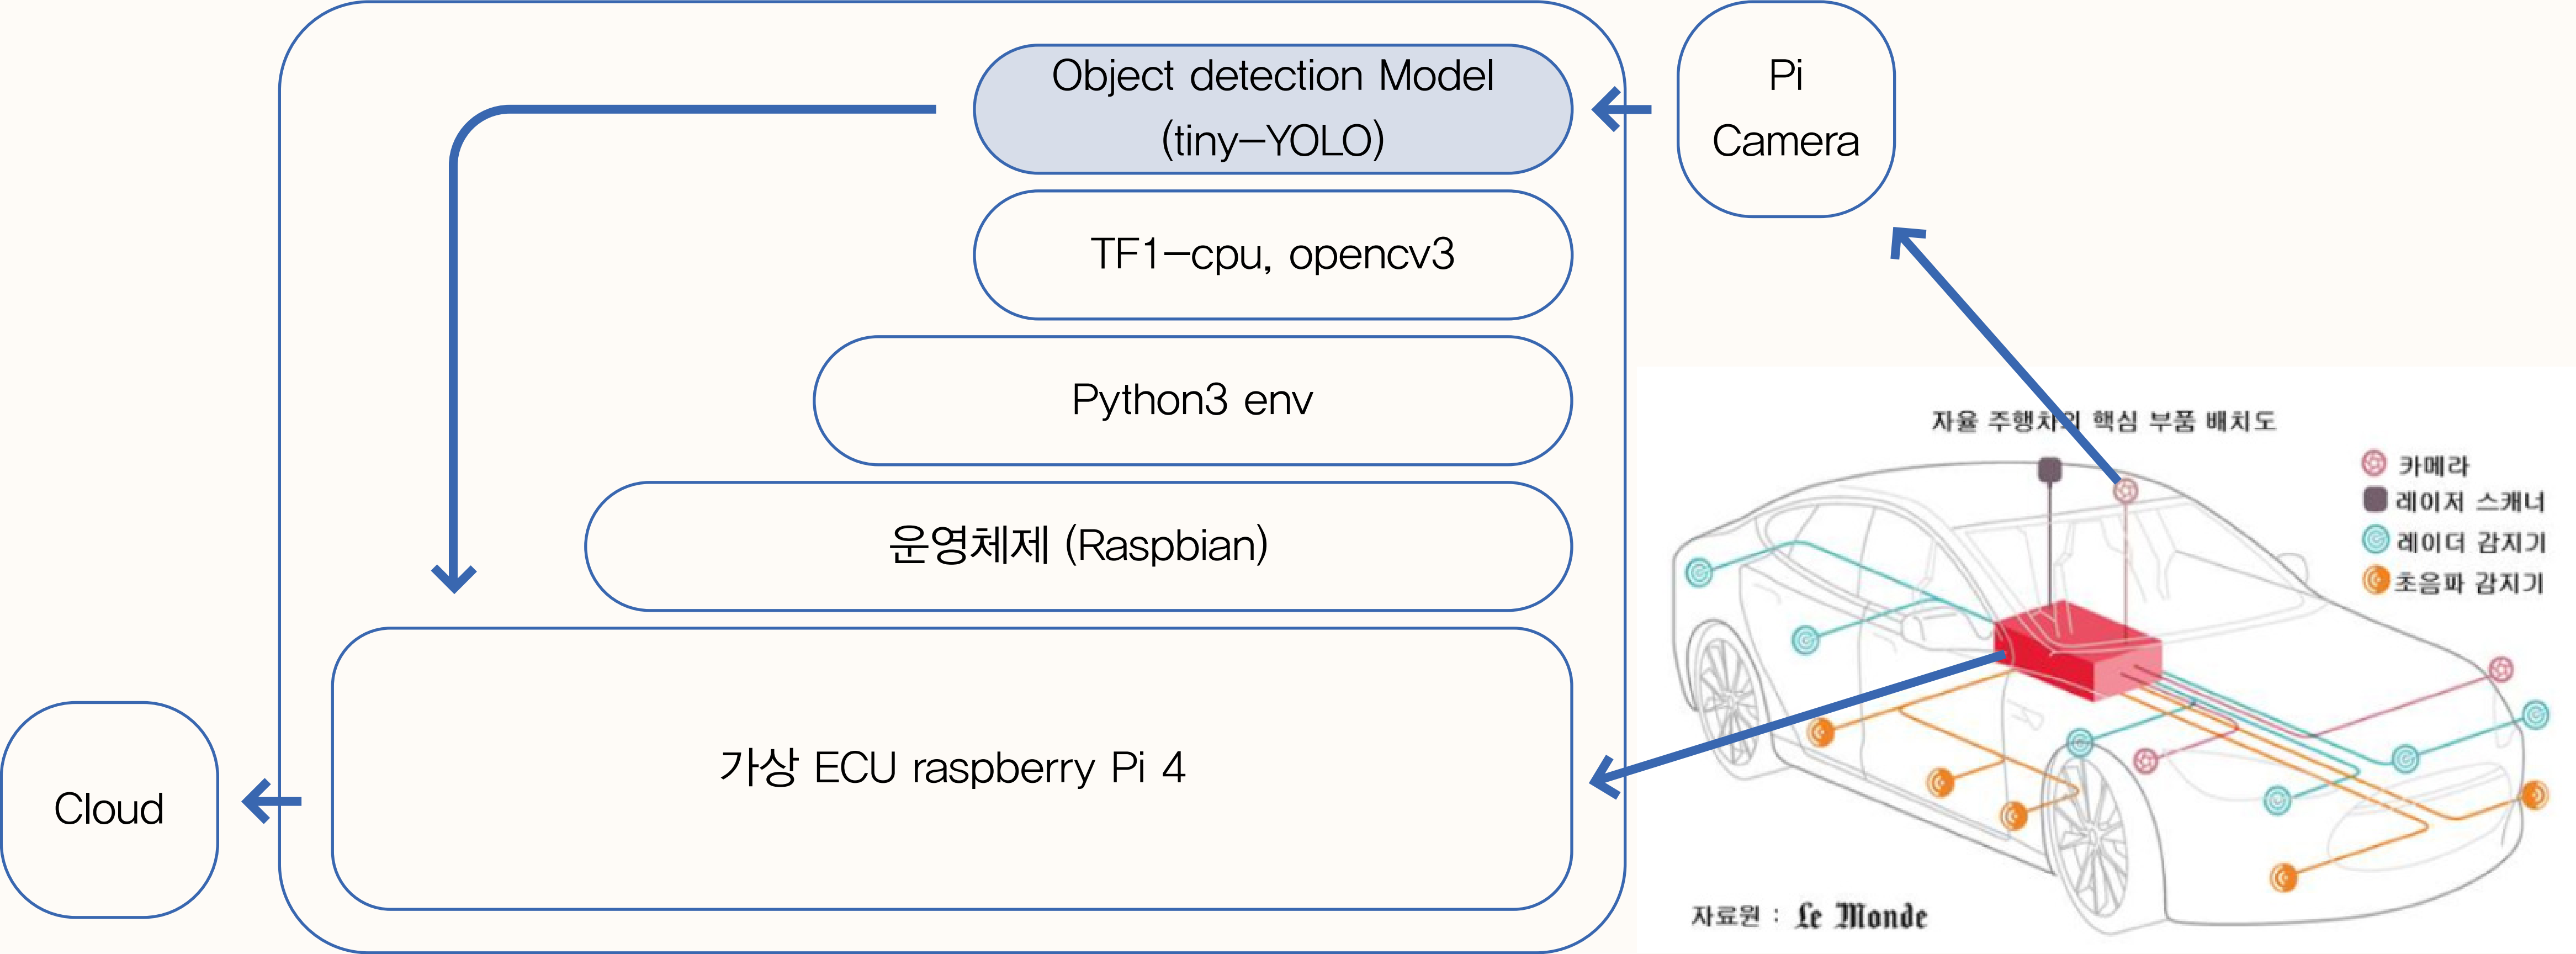 Object detection Model
(tiny–YOLO)
Pi
Camera
TF1–cpu, opencv3
Python3 env
운영체제 (Raspbian)
가상 ECU raspberry Pi 4
Cloud
자율 주행차의 핵심 부품 배치도
카메라
레이저 스캐너
레이더 감지기
초음파 감지기
자료원 : Le Monde